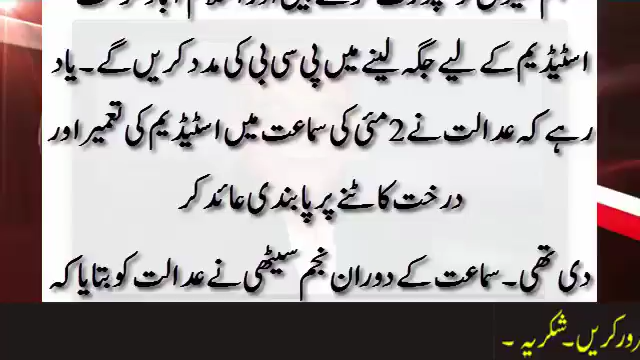 اسٹیڈیم کے لیے جگہ لینے میں پی سی بی کی مدد کریں گے۔ یاد
رہے کہ عدالت نے 2 مئی کی سماعت میں اسٹیڈیم کی تعمیر اور
درخت کاٹنے پر پابندی عائد کر
دی تھی۔ سماعت کے دوران نجم سیٹھی نے عدالت کو بتایا کہ
کریں۔ شکریہ ۔